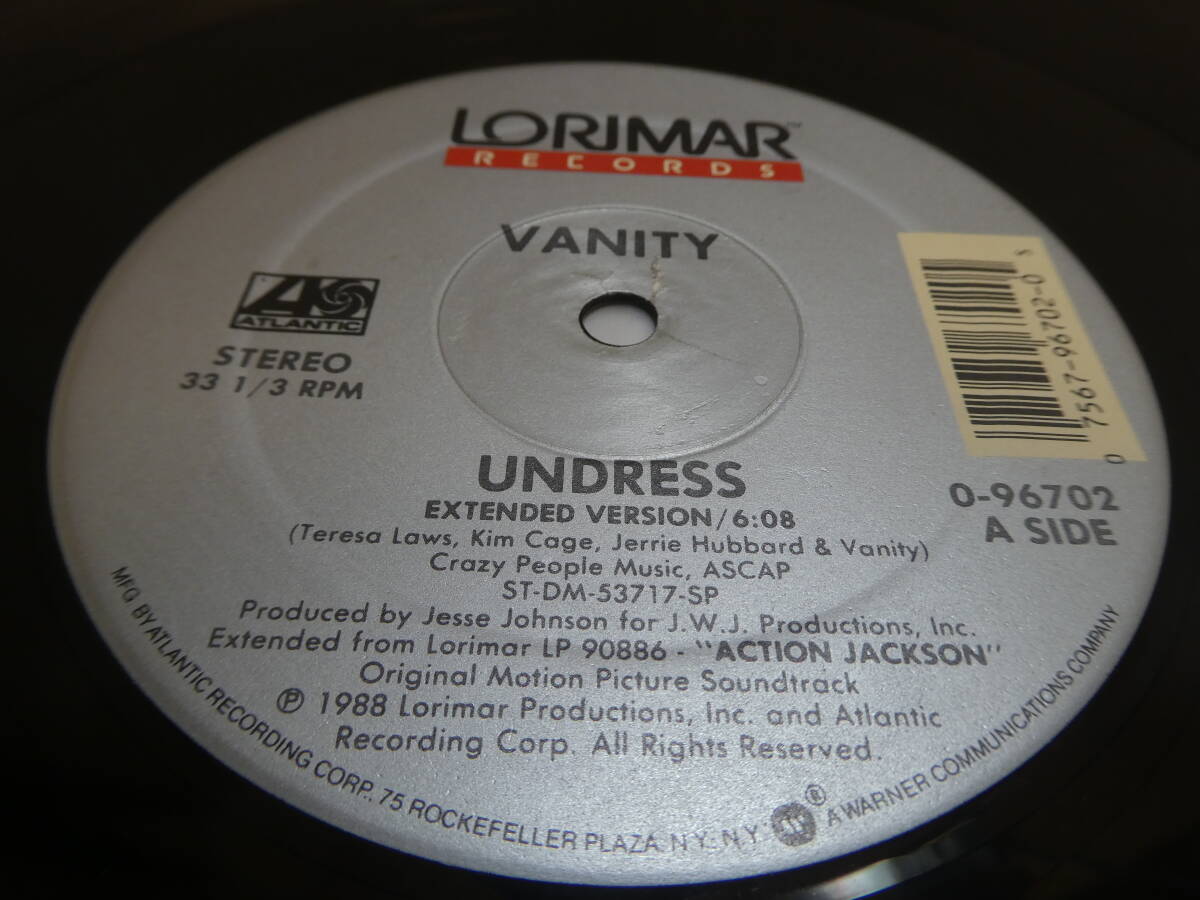 LORIMAR™
RECORDS
VANITY
ATLANTIC
STEREO
33 1/3 RPM
0 7567-96702-0 5
UNDRESS
EXTENDED VERSION/6:08
0-96702
A SIDE
(Teresa Laws, Kim Cage, Jerrie Hubbard & Vanity)
Crazy People Music, ASCAP
ST-DM-53717-SP
Produced by Jesse Johnson for J.W.J. Productions, Inc.
Extended from Lorimar LP 90886 - "ACTION JACKSON"
Original Motion Picture Soundtrack
℗ 1988 Lorimar Productions, Inc. and Atlantic
Recording Corp. All Rights Reserved.
MFG BY ATLANTIC RECORDING CORP., 75 ROCKEFELLER PLAZA, N.Y., N.Y. ® A WARNER COMMUNICATIONS COMPANY